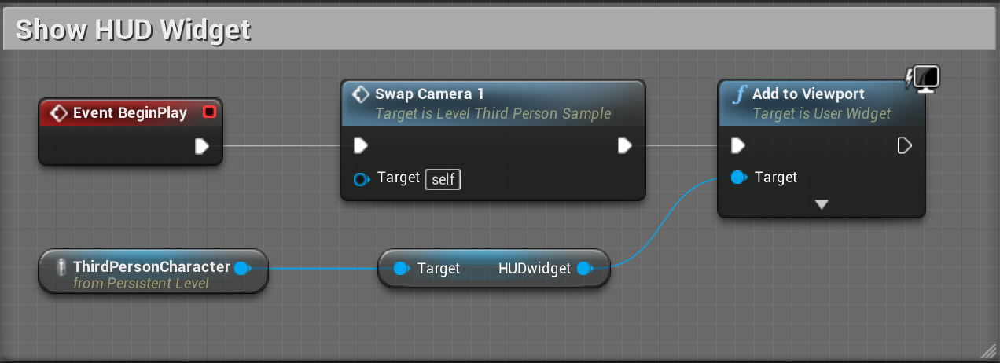 Show HUD Widget
Event BeginPlay
Swap Camera 1
Target is Level Third Person Sample
Target self
Add to Viewport
Target is User Widget
Target
ThirdPersonCharacter
from Persistent Level
Target HUDwidget